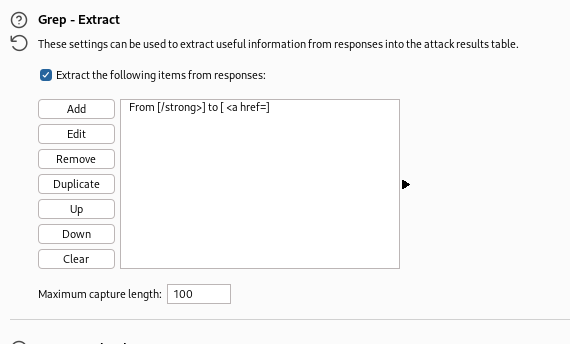 Grep - Extract
These settings can be used to extract useful information from responses into the attack results table.
Extract the following items from responses:
Add
From [/strong>] to [ <a href=]
Edit
Remove
Duplicate
Up
Down
Clear
Maximum capture length: 100